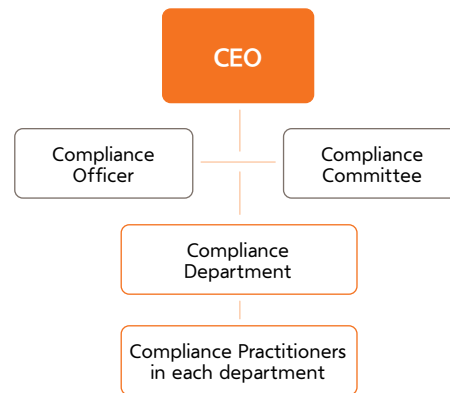 CEO
Compliance
Officer
Compliance
Committee
Compliance
Department
Compliance Practitioners
in each department